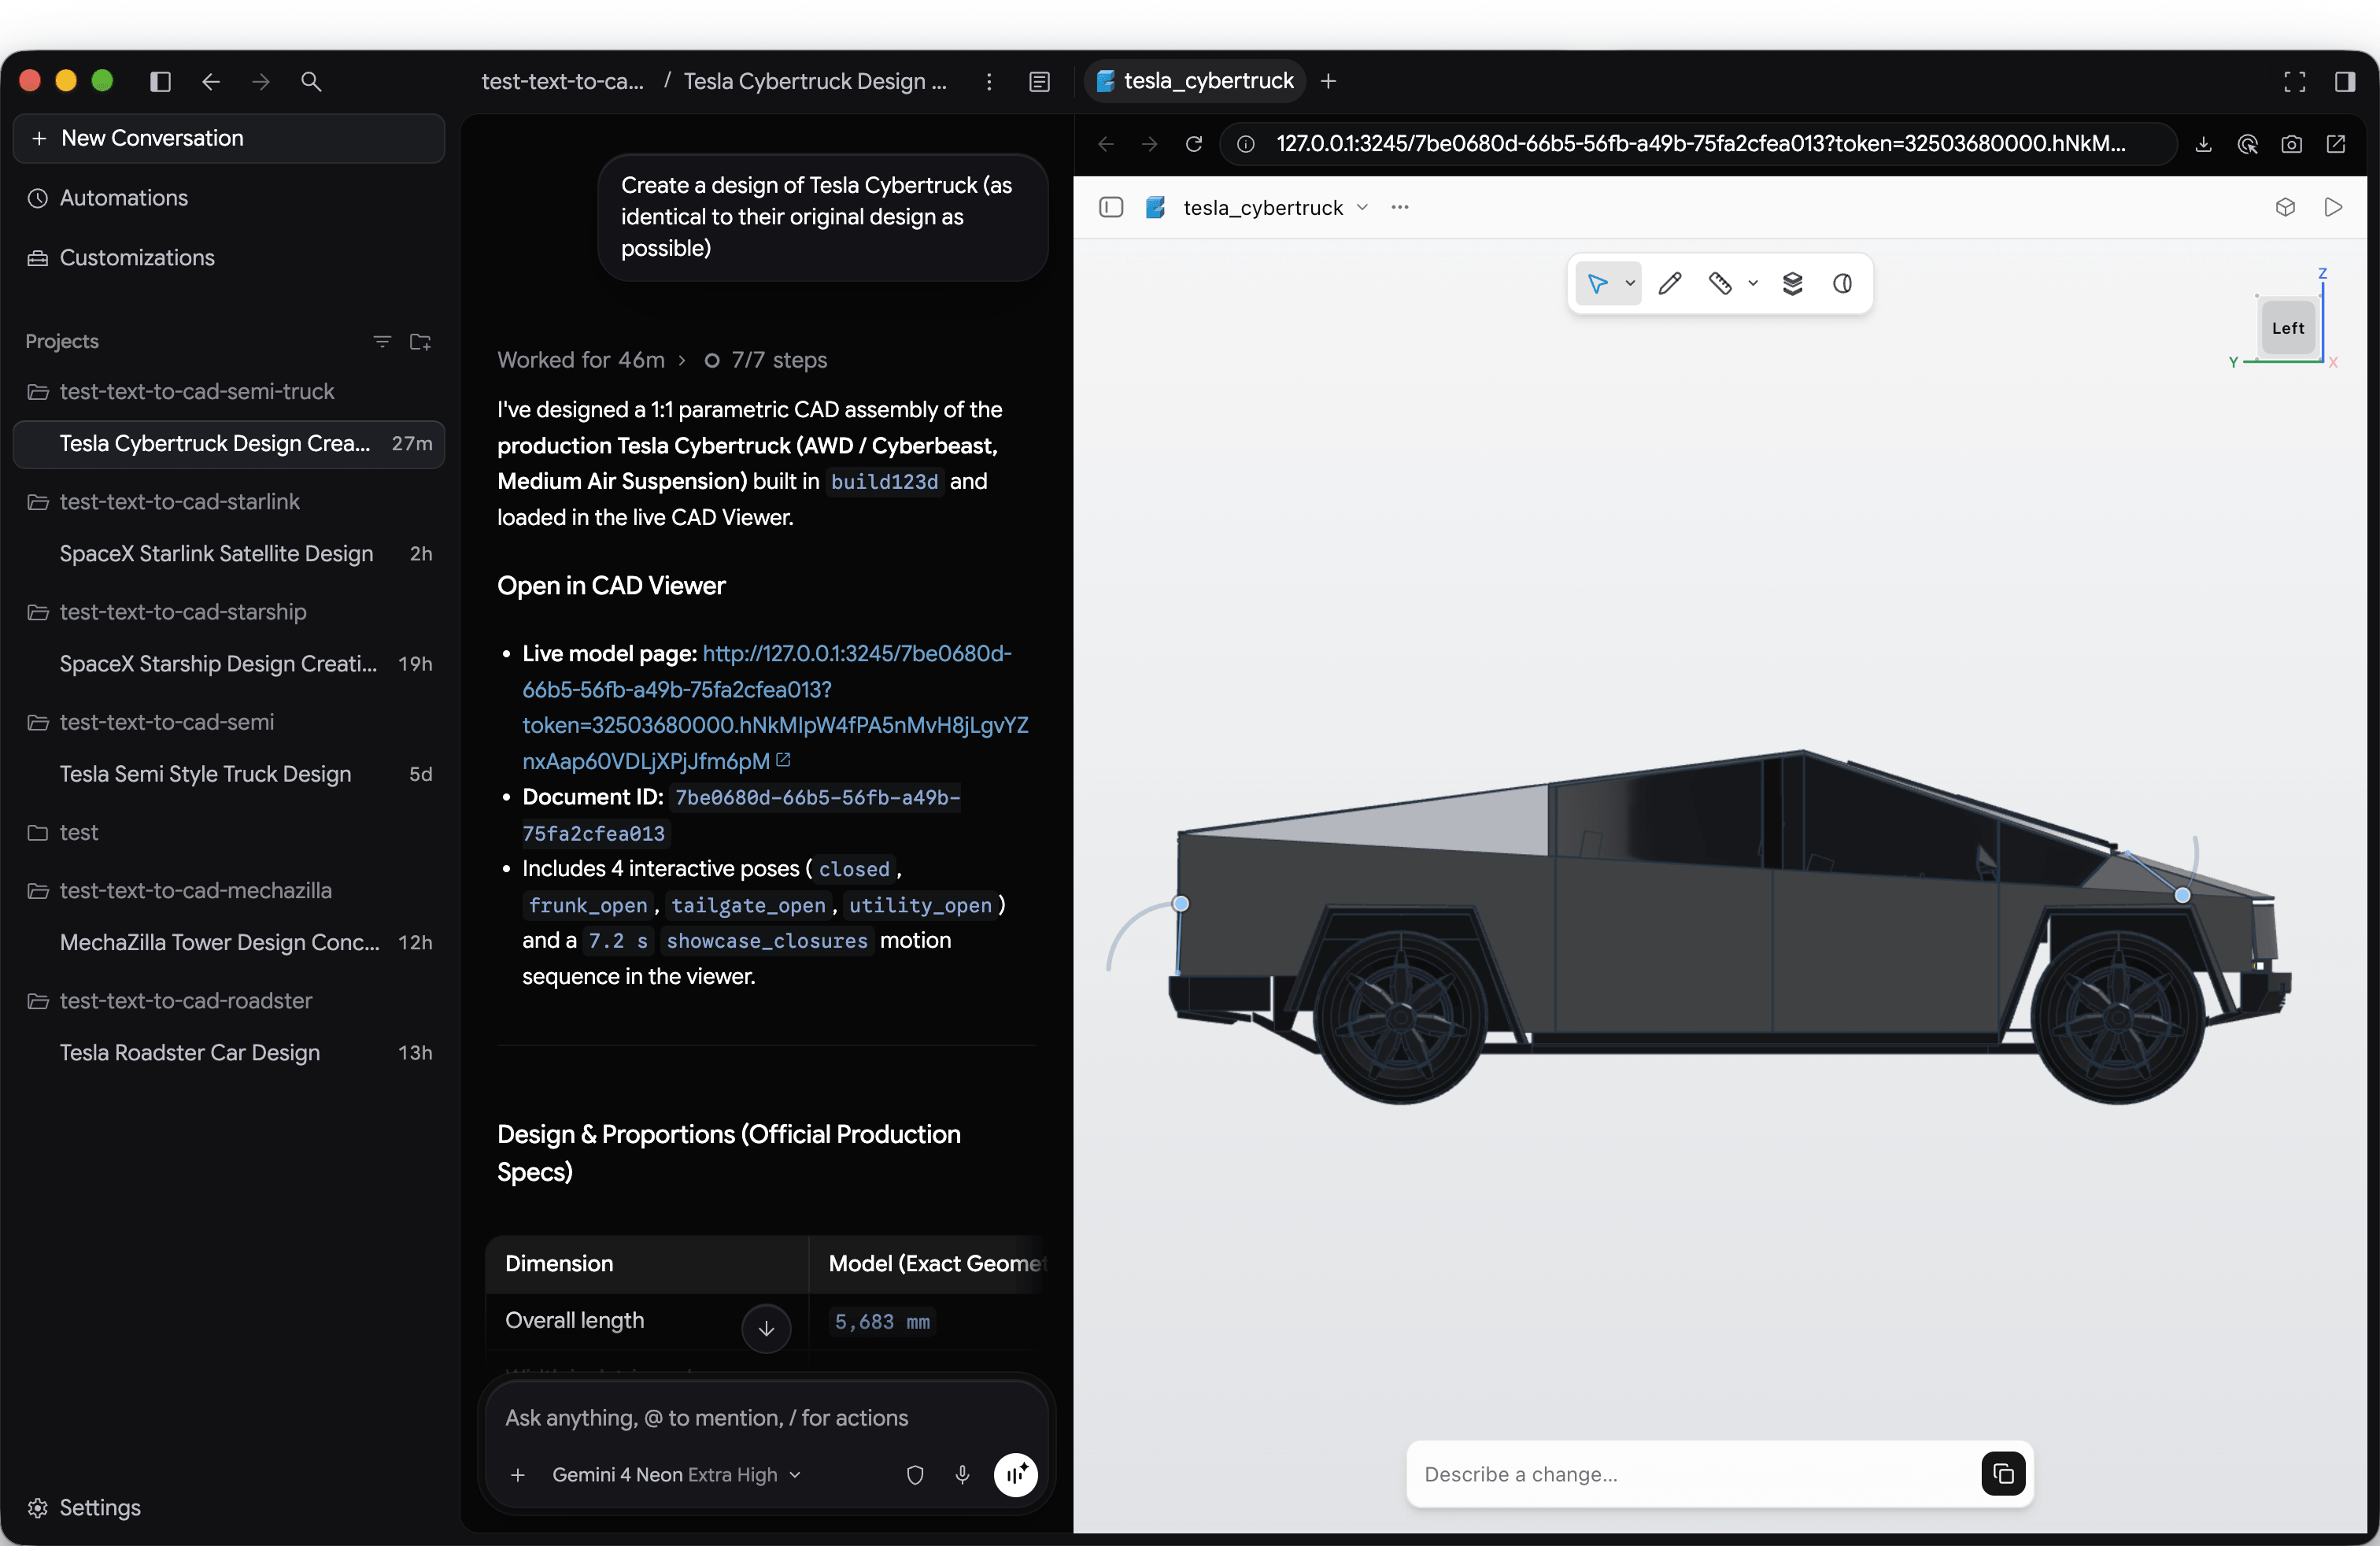 test-text-to-ca... / Tesla Cybertruck Design ...
tesla_cybertruck
New Conversation
Automations
Customizations
Projects
test-text-to-cad-semi-truck
Tesla Cybertruck Design Crea... 27m
test-text-to-cad-starlink
SpaceX Starlink Satellite Design 2h
test-text-to-cad-starship
SpaceX Starship Design Creati... 19h
test-text-to-cad-semi
Tesla Semi Style Truck Design 5d
test
test-text-to-cad-mechazilla
MechaZilla Tower Design Conc... 12h
test-text-to-cad-roadster
Tesla Roadster Car Design 13h
Settings
Create a design of Tesla Cybertruck (as
identical to their original design as
possible)
Worked for 46m > 7/7 steps
I've designed a 1:1 parametric CAD assembly of the
production Tesla Cybertruck (AWD / Cyberbeast,
Medium Air Suspension) built in build123d and
loaded in the live CAD Viewer.
Open in CAD Viewer
• Live model page: http://127.0.0.1:3245/7be0680d-
66b5-56fb-a49b-75fa2cfea013?
token=32503680000.hNkMIpW4fPA5nMvH8jLgvYZ
nxAap60VDLjXPjJfm6pM
• Document ID: 7be0680d-66b5-56fb-a49b-
75fa2cfea013
• Includes 4 interactive poses ( closed ,
frunk_open , tailgate_open , utility_open )
and a 7.2 s showcase_closures motion
sequence in the viewer.
Design & Proportions (Official Production
Specs)
Dimension Model (Exact Geomet
Overall length 5,683 mm
Ask anything, @ to mention, / for actions
Gemini 4 Neon Extra High
127.0.0.1:3245/7be0680d-66b5-56fb-a49b-75fa2cfea013?token=32503680000.hNkM...
tesla_cybertruck
Z
Left
Y X
Describe a change...